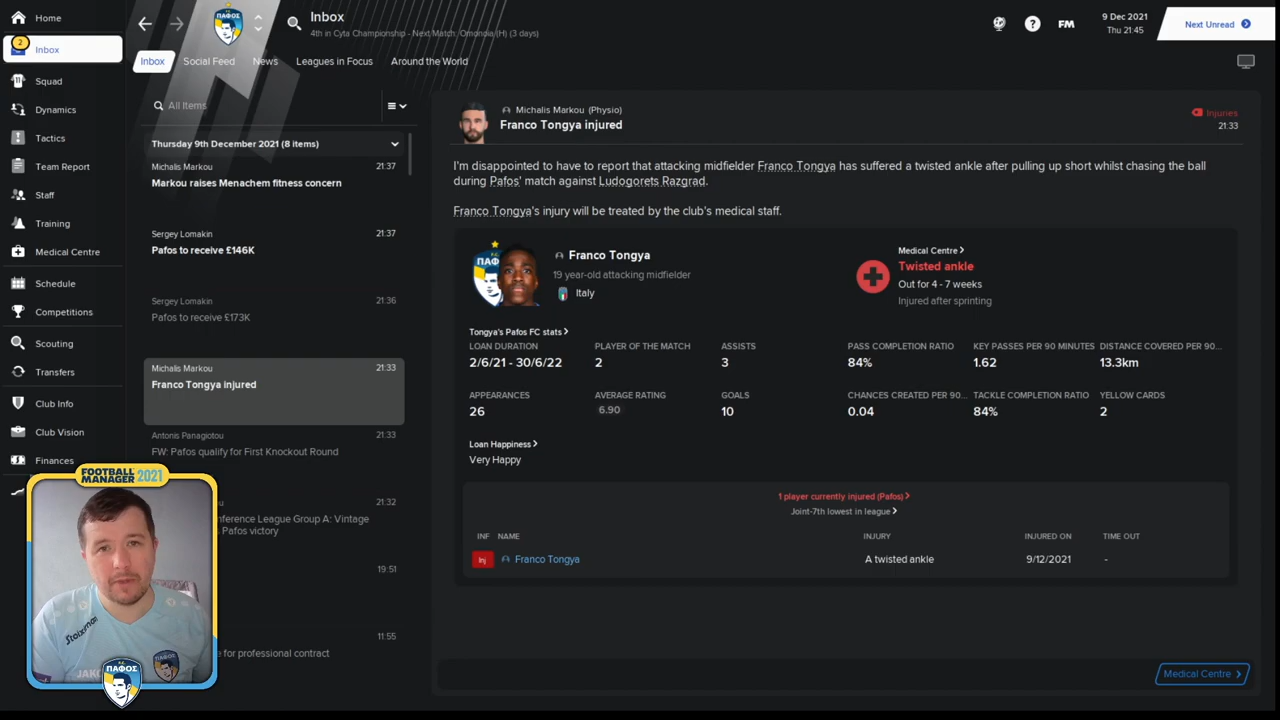 Home
Inbox
4th in Cyta Championship - Next Match, Omonoia (H) (3 days)
FM
9 Dec 2021
Thu 21:45
Next Unread
2
Inbox
Inbox
Social Feed
News
Leagues in Focus
Around the World
Squad
Dynamics
Tactics
Team Report
Staff
Training
Medical Centre
Schedule
Competitions
Scouting
Transfers
Club Info
Club Vision
Finances
All Items
Thursday 9th December 2021 (8 items)
Michalis Markou 21:37
Markou raises Menachem fitness concern
Sergey Lomakin 21:37
Pafos to receive £146K
Sergey Lomakin 21:36
Pafos to receive £173K
Michalis Markou 21:33
Franco Tongya injured
Antonis Panagiotou 21:33
FW: Pafos qualify for First Knockout Round
21:32
nference League Group A: Vintage
Pafos victory
19:51
11:55
e for professional contract
Michalis Markou (Physio)
Franco Tongya injured
Injuries
21:33
I'm disappointed to have to report that attacking midfielder Franco Tongya has suffered a twisted ankle after pulling up short whilst chasing the ball
during Pafos' match against Ludogorets Razgrad.
Franco Tongya's injury will be treated by the club's medical staff.
ΠΑΦΟΣ
Franco Tongya
19 year-old attacking midfielder
Italy
Medical Centre
Twisted ankle
Out for 4 - 7 weeks
Injured after sprinting
Tongya's Pafos FC stats
LOAN DURATION PLAYER OF THE MATCH ASSISTS PASS COMPLETION RATIO KEY PASSES PER 90 MINUTES DISTANCE COVERED PER 90...
2/6/21 - 30/6/22 2 3 84% 1.62 13.3km
APPEARANCES AVERAGE RATING GOALS CHANCES CREATED PER 90... TACKLE COMPLETION RATIO YELLOW CARDS
26 6.90 10 0.04 84% 2
Loan Happiness
Very Happy
1 player currently injured (Pafos)
Joint-7th lowest in league
INF NAME INJURY INJURED ON TIME OUT
Inj Franco Tongya A twisted ankle 9/12/2021 -
Medical Centre
FOOTBALL
MANAGER 2021
Stoiximan
JAKO
ΠΑΦΟΣ